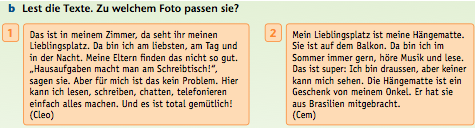 b Lest die Texte. Zu welchem Foto passen sie?
1
Das ist in meinem Zimmer, da seht ihr meinen
Lieblingsplatz. Da bin ich am liebsten, am Tag und
in der Nacht. Meine Eltern finden das nicht so gut.
„Hausaufgaben macht man am Schreibtisch!“,
sagen sie. Aber für mich ist das kein Problem. Hier
kann ich lesen, schreiben, chatten, telefonieren
einfach alles machen. Und es ist total gemütlich!
(Cleo)
2
Mein Lieblingsplatz ist meine Hängematte.
Sie ist auf dem Balkon. Da bin ich im
Sommer immer gern, höre Musik und lese.
Das ist super: Ich bin draussen, aber keiner
kann mich sehen. Die Hängematte ist ein
Geschenk von meinem Onkel. Er hat sie
aus Brasilien mitgebracht.
(Cem)